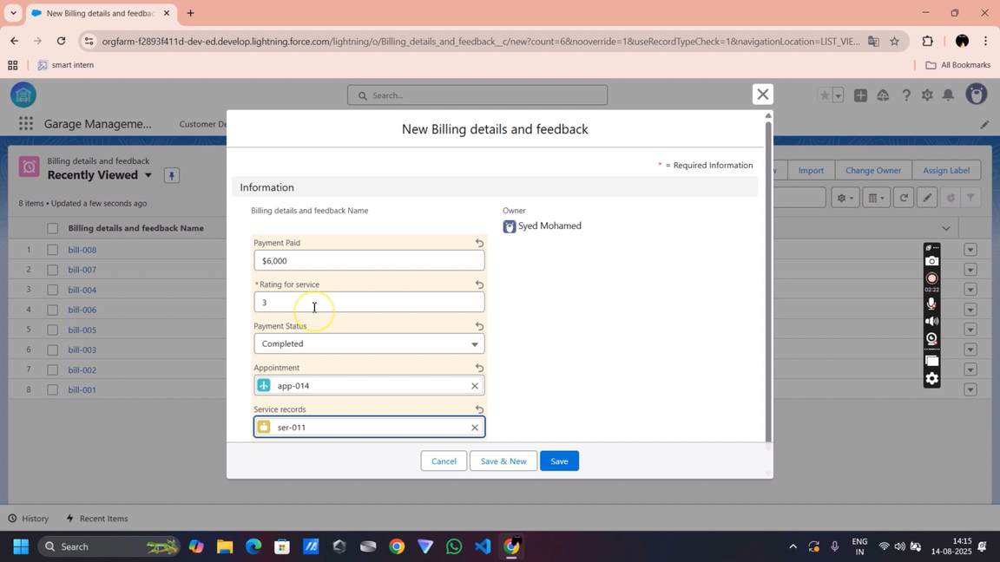 New Billing details and feedbac
orgfarm-f2893f411d-dev-ed.develop.lightning.force.com/lightning/o/Billing_details_and_feedback__c/new?count=6&nooverride=1&useRecordTypeCheck=1&navigationLocation=LIST_VIE...
smart intern
All Bookmarks
Search...
Garage Management...
Customer De
New Billing details and feedback
* = Required Information
Billing details and feedback
Recently Viewed
Import
Change Owner
Assign Label
8 items • Updated a few seconds ago
Information
Billing details and feedback Name
Owner
Syed Mohamed
Billing details and feedback Name
Payment Paid
$6,000
* Rating for service
3
Payment Status
Completed
Appointment
app-014
Service records
ser-011
1 bill-008
2 bill-007
3 bill-004
4 bill-006
5 bill-005
6 bill-003
7 bill-002
8 bill-001
02:22
Cancel
Save & New
Save
History
Recent Items
Search
ENG
IN
14:15
14-08-2025